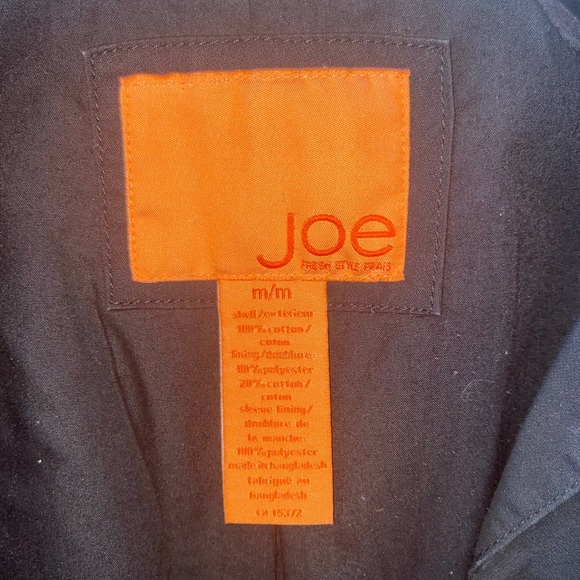 joe
FRESH STYLE FRAIS
m/m
shell/extérieur
100% cotton/
coton
lining/doublure
80% polyester
20% cotton/
coton
sleeve lining/
doublure de
la manche
100% polyester
made in bangladesh
fabriqué au
bangladesh